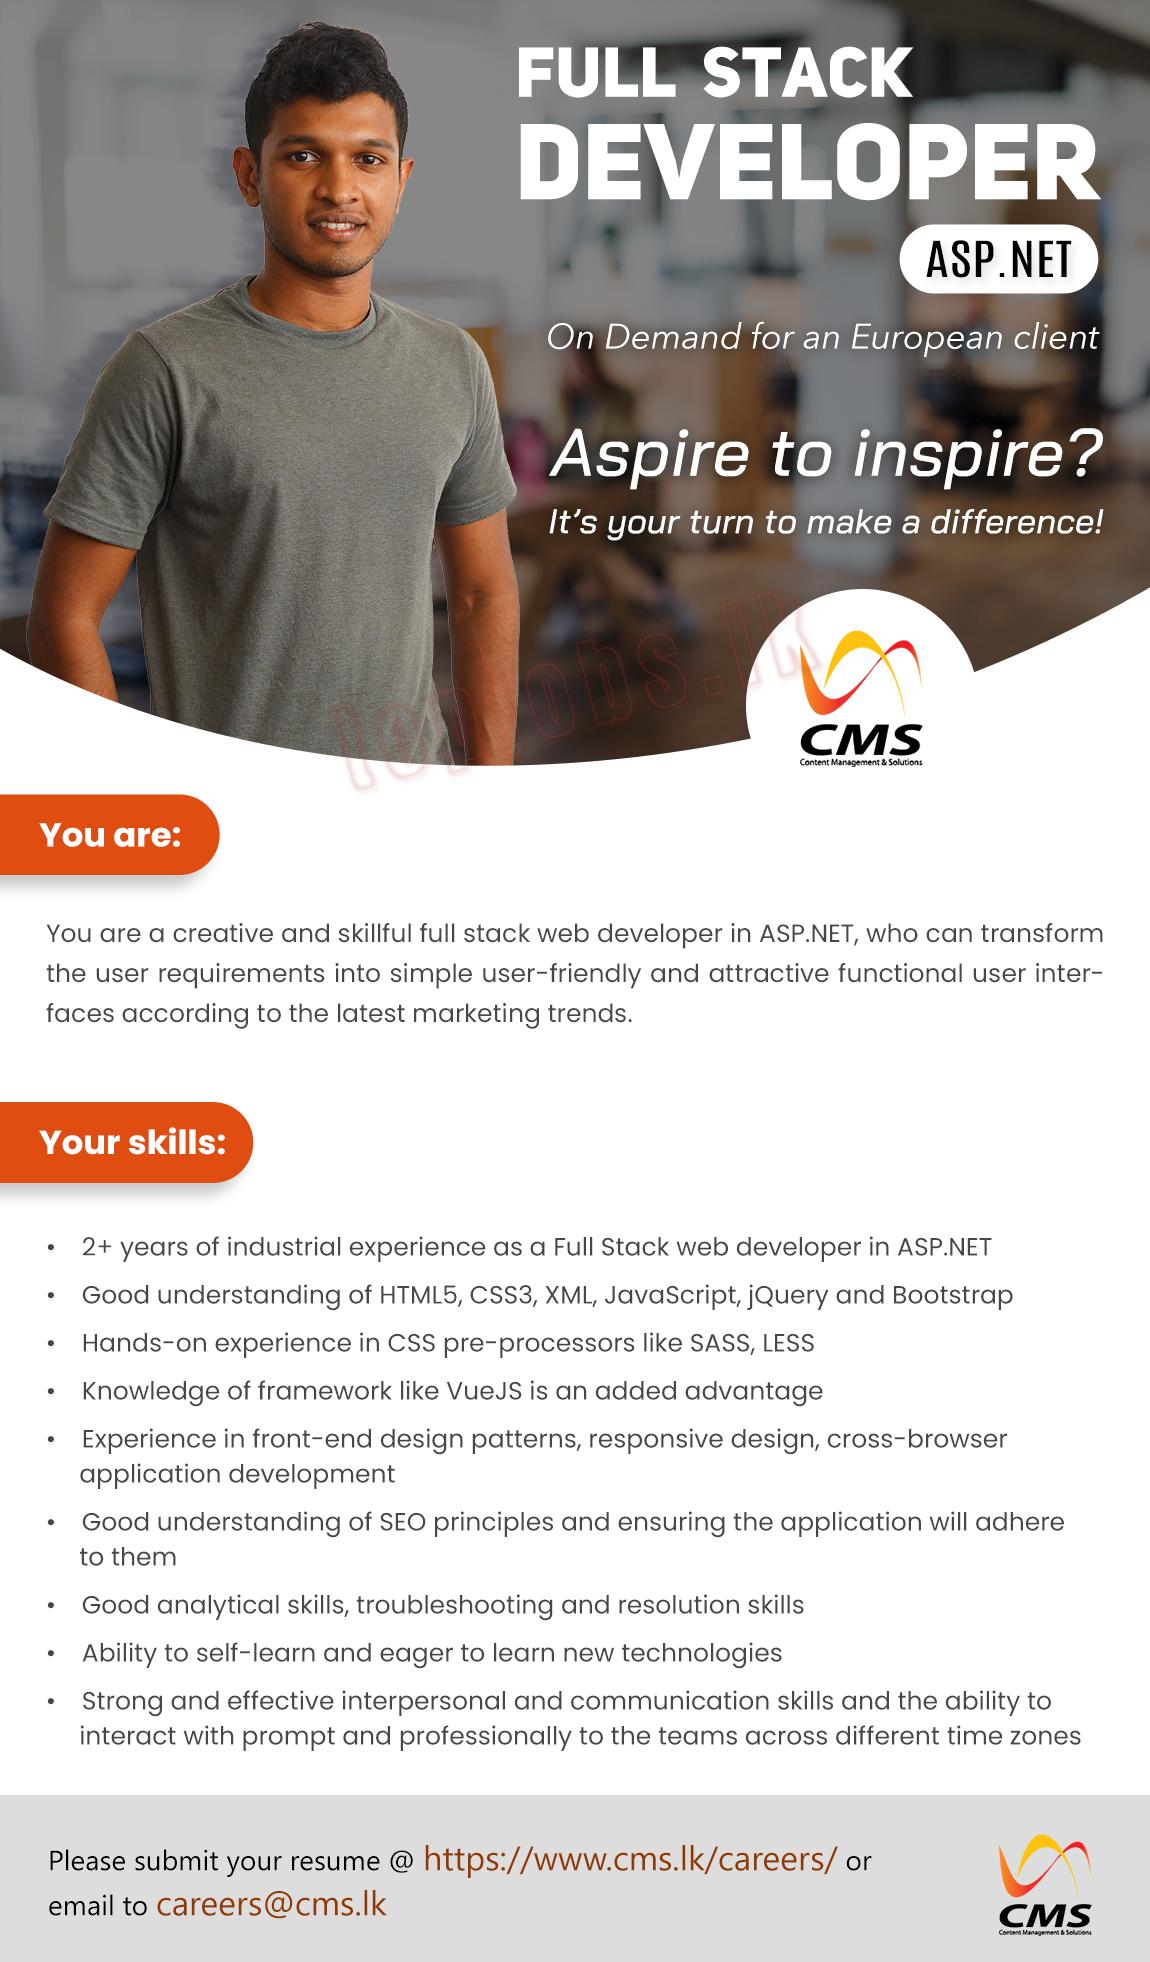 FULL STACK
DEVELOPER
ASP.NET
On Demand for an European client
Aspire to inspire?
It's your turn to make a difference!
CMS
Content Management & Solutions
You are:
You are a creative and skillful full stack web developer in ASP.NET, who can transform
the user requirements into simple user-friendly and attractive functional user inter-
faces according to the latest marketing trends.
Your skills:
• 2+ years of industrial experience as a Full Stack web developer in ASP.NET
• Good understanding of HTML5, CSS3, XML, JavaScript, jQuery and Bootstrap
• Hands-on experience in CSS pre-processors like SASS, LESS
• Knowledge of framework like VueJS is an added advantage
• Experience in front-end design patterns, responsive design, cross-browser
application development
• Good understanding of SEO principles and ensuring the application will adhere
to them
• Good analytical skills, troubleshooting and resolution skills
• Ability to self-learn and eager to learn new technologies
• Strong and effective interpersonal and communication skills and the ability to
interact with prompt and professionally to the teams across different time zones
Please submit your resume @ https://www.cms.lk/careers/ or
email to careers@cms.lk
CMS
Content Management & Solutions